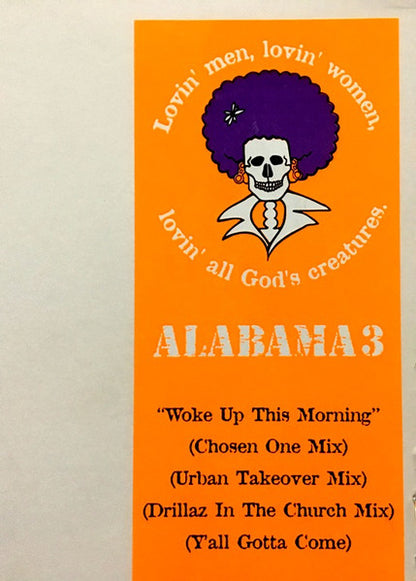 Lovin' men, lovin' women,
lovin' all God's creatures.
ALABAMA 3
"Woke Up This Morning"
(Chosen One Mix)
(Urban Takeover Mix)
(Drillaz In The Church Mix)
(Y'all Gotta Come)